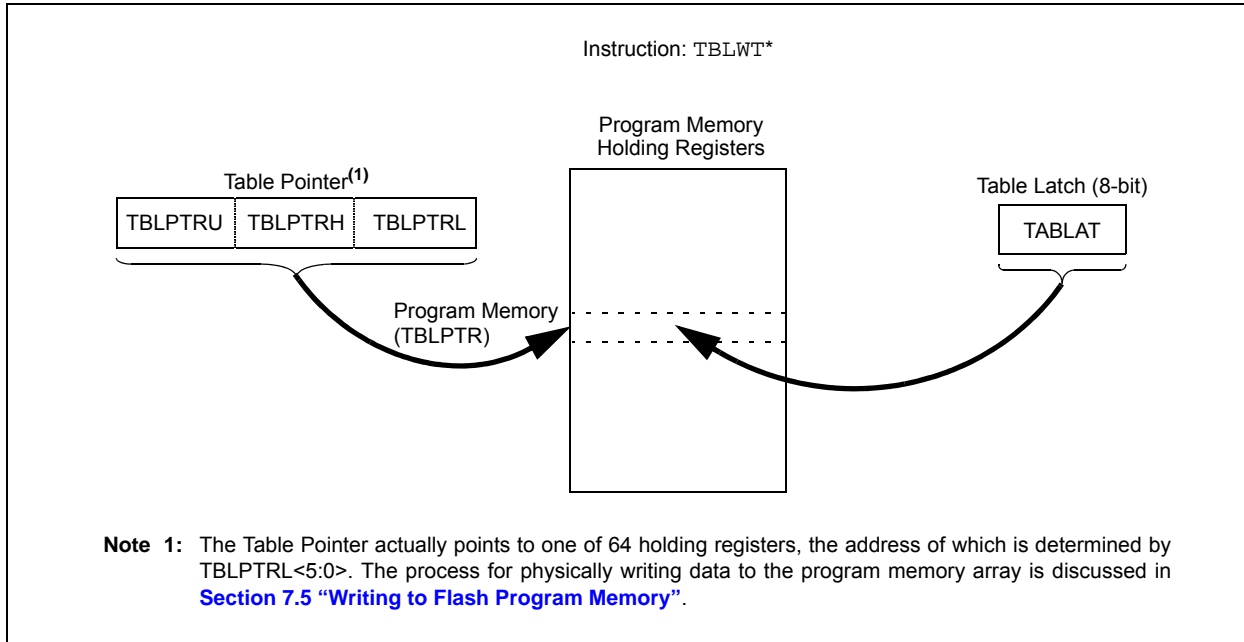 Instruction: TBLWT*
Program Memory
Holding Registers
Table Pointer(1)
Table Latch (8-bit)
TBLPTRU TBLPTRH TBLPTRL
TABLAT
Program Memory
(TBLPTR)
Note 1: The Table Pointer actually points to one of 64 holding registers, the address of which is determined by
TBLPTRL<5:0>. The process for physically writing data to the program memory array is discussed in
Section 7.5 “Writing to Flash Program Memory”.